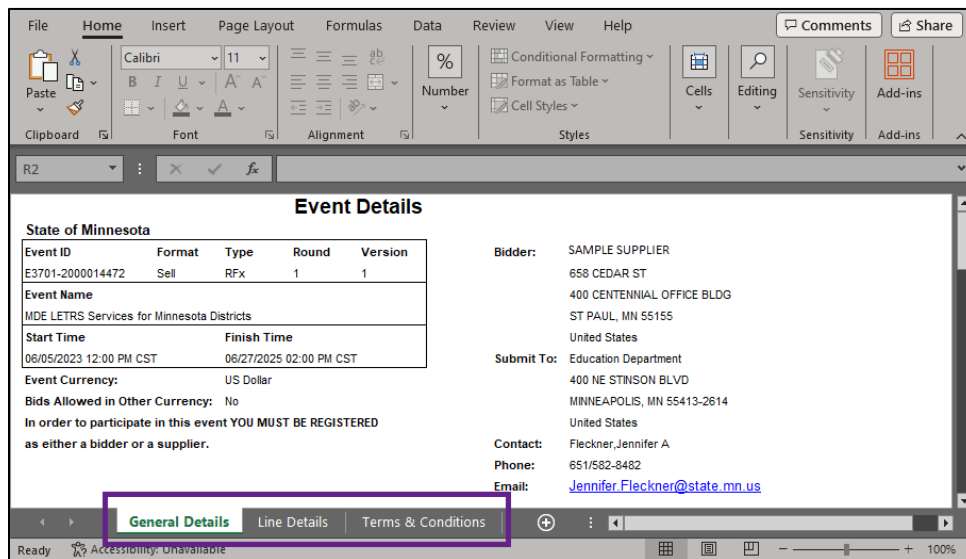 File Home Insert Page Layout Formulas Data Review View Help Comments Share
Paste
Clipboard
Calibri 11
B I U A A
A
Font
ab
Alignment
%
Number
Conditional Formatting
Format as Table
Cell Styles
Styles
Cells
Editing
Sensitivity
Sensitivity
Add-ins
Add-ins
R2 fx
Event Details
State of Minnesota
Event ID Format Type Round Version
E3701-2000014472 Sell RFx 1 1
Event Name
MDE LETRS Services for Minnesota Districts
Start Time Finish Time
06/05/2023 12:00 PM CST 06/27/2025 02:00 PM CST
Event Currency: US Dollar
Bids Allowed in Other Currency: No
In order to participate in this event YOU MUST BE REGISTERED
as either a bidder or a supplier.
Bidder: SAMPLE SUPPLIER
658 CEDAR ST
400 CENTENNIAL OFFICE BLDG
ST PAUL, MN 55155
United States
Submit To: Education Department
400 NE STINSON BLVD
MINNEAPOLIS, MN 55413-2614
United States
Contact: Fleckner,Jennifer A
Phone: 651/582-8482
Email: Jennifer.Fleckner@state.mn.us
General Details Line Details Terms & Conditions
Ready Accessibility: Unavailable 100%